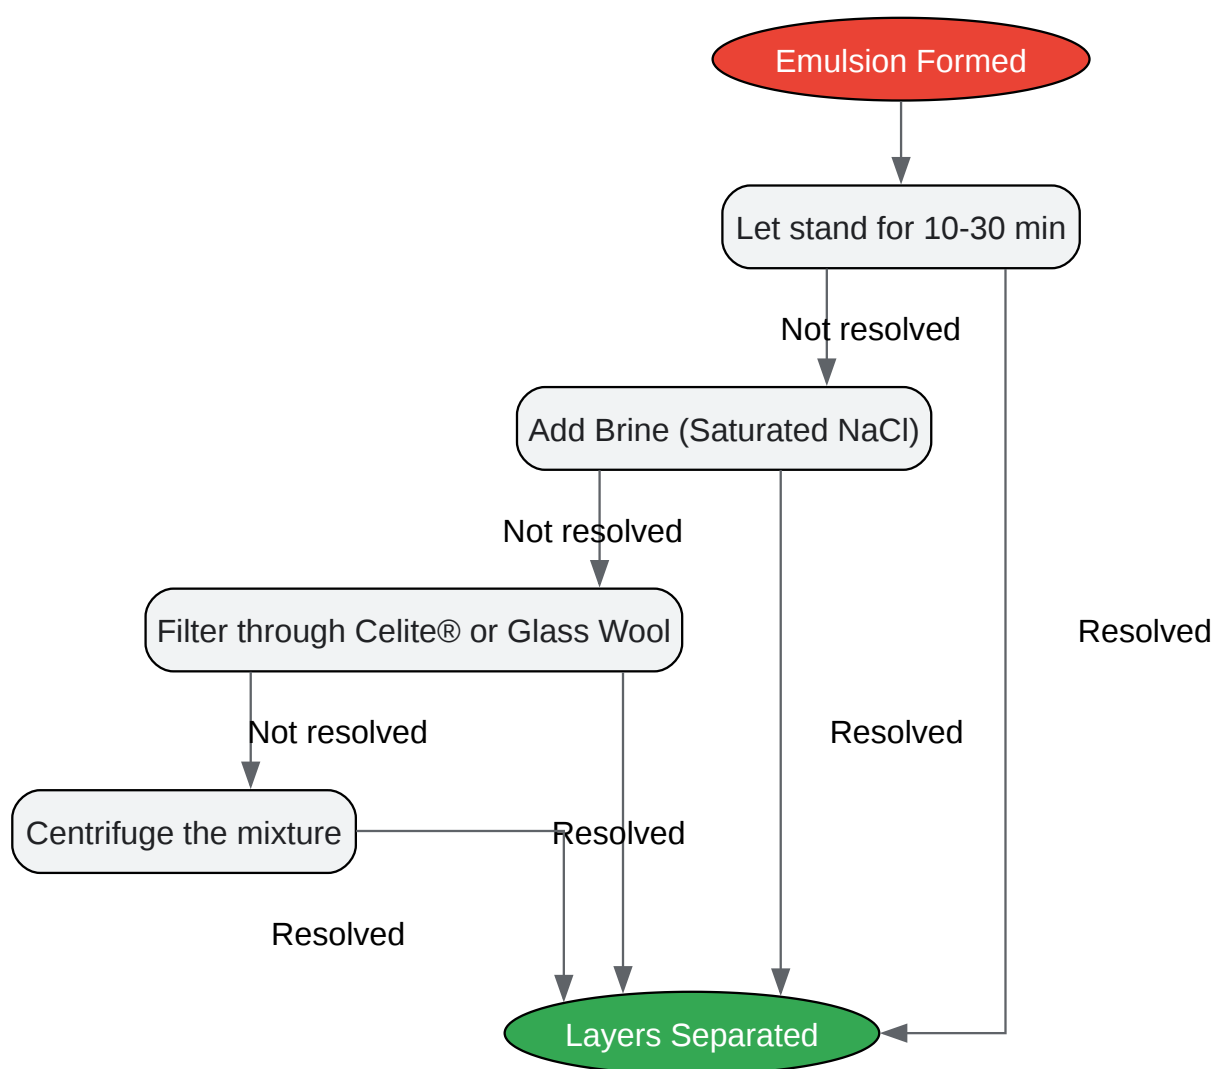 Emulsion Formed
Let stand for 10-30 min
Not resolved
Add Brine (Saturated NaCl)
Not resolved
Filter through Celite® or Glass Wool
Resolved
Not resolved
Resolved
Centrifuge the mixture
Resolved
Resolved
Layers Separated